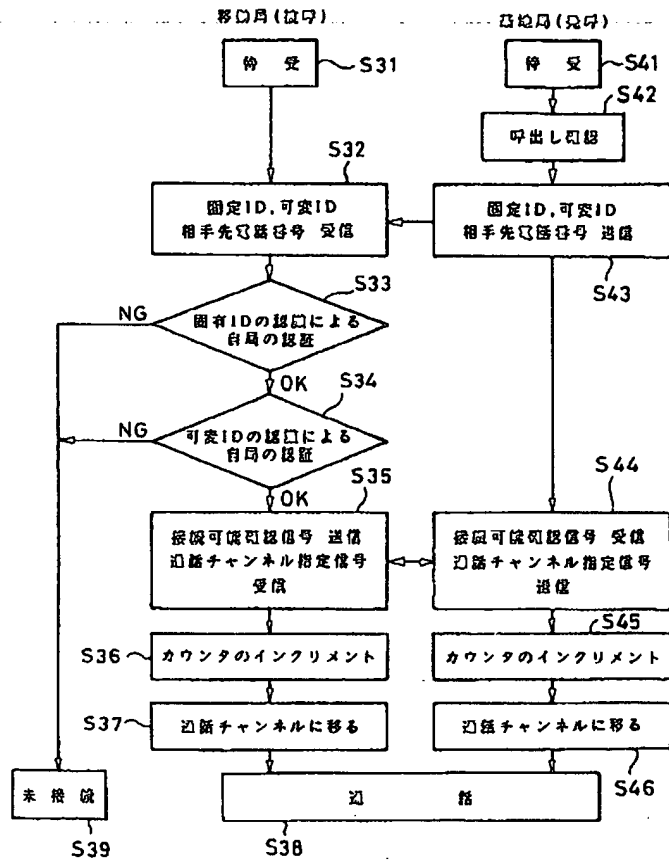 移動局(被呼)
基地局(発呼)
待受
S31
待受
S41
S42
呼出し確認
S32
固定ID,可変ID
相手先電話番号 受信
固定ID,可変ID
相手先電話番号 送信
S43
S33
NG
固有IDの認識による
自局の認証
OK
S34
NG
可変IDの認識による
自局の認証
OK
S35
S44
接続可能確認信号 送信
通話チャンネル指定信号
受信
接続可能確認信号 受信
通話チャンネル指定信号
送信
S36
カウンタのインクリメント
S45
カウンタのインクリメント
S37
通話チャンネルに移る
通話チャンネルに移る
S46
未接続
S39
通話
S38